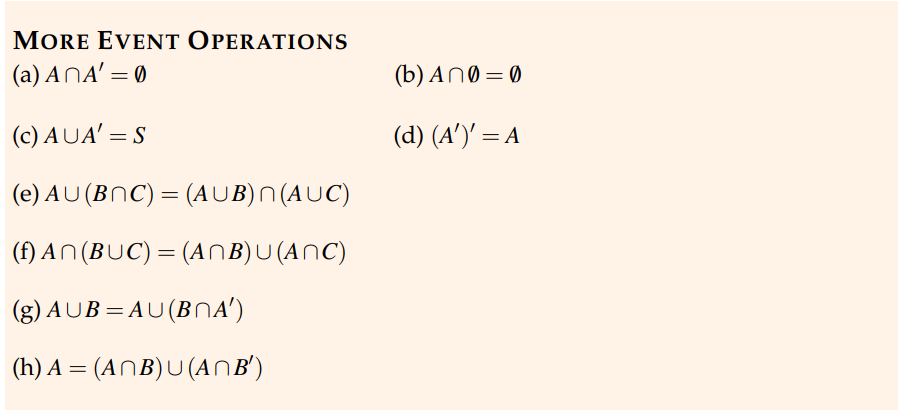 MORE EVENT OPERATIONS
(a) A∩A′ = ∅ (b) A∩∅ = ∅
(c) A∪A′ = S (d) (A′)′ = A
(e) A∪(B∩C) = (A∪B)∩(A∪C)
(f) A∩(B∪C) = (A∩B)∪(A∩C)
(g) A∪B = A∪(B∩A′)
(h) A = (A∩B)∪(A∩B′)